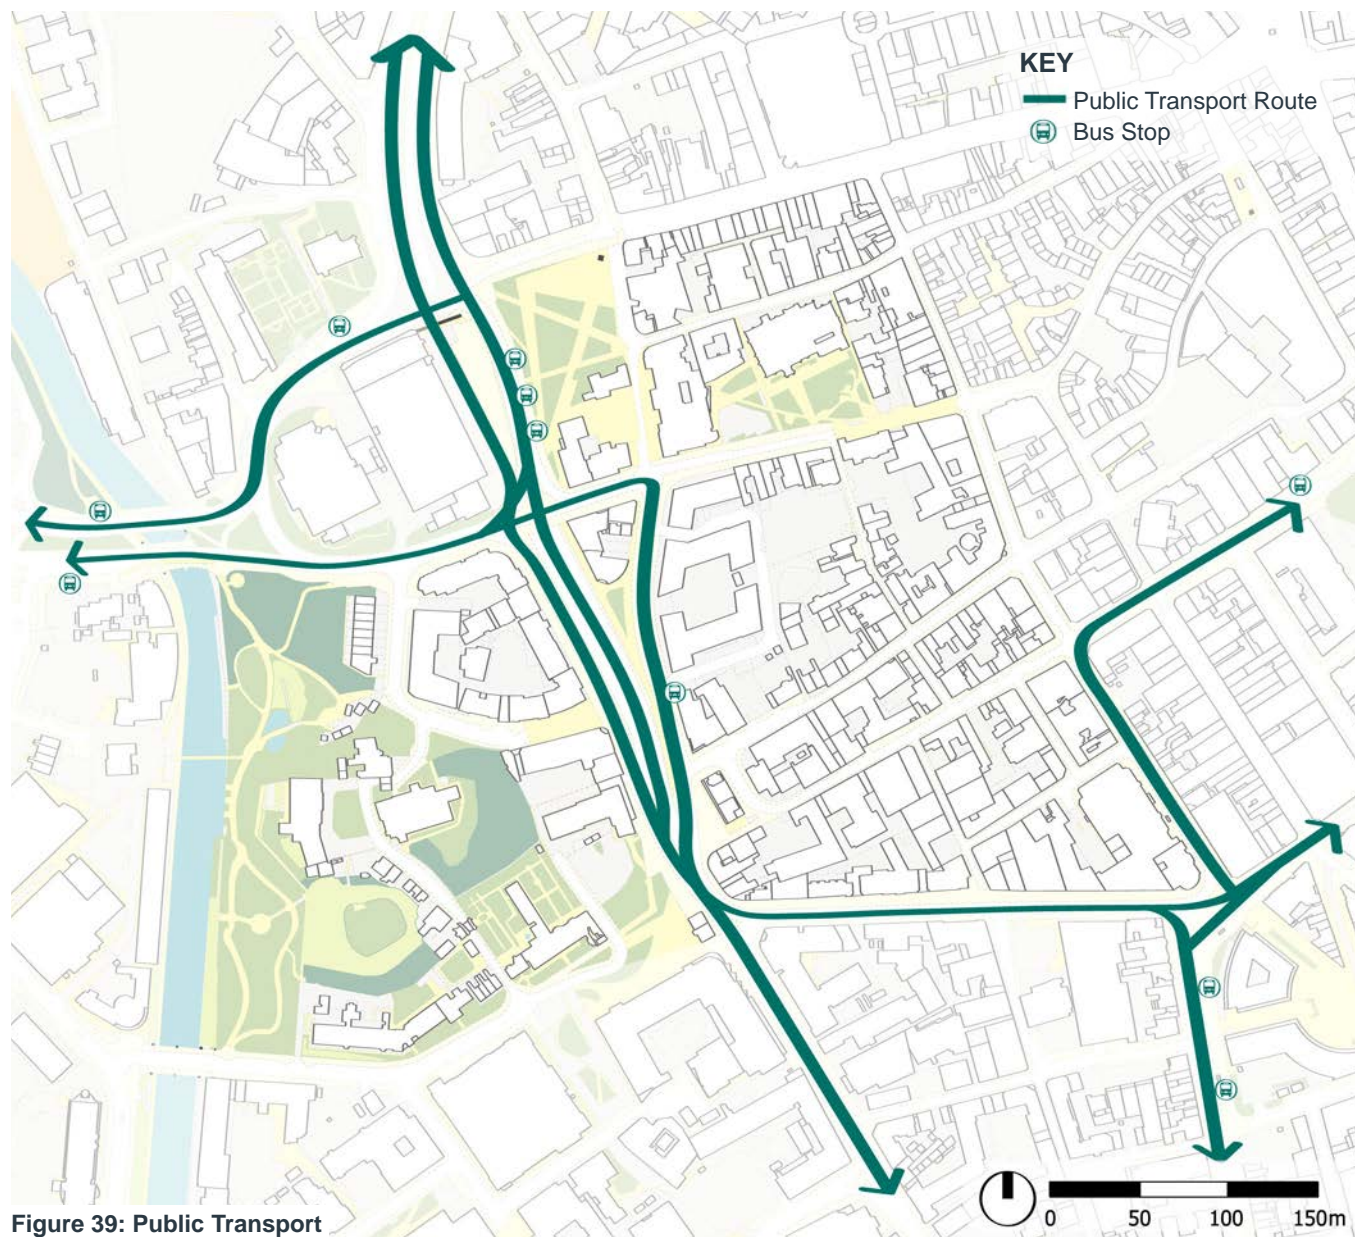 KEY
Public Transport Route
Bus Stop
0 50 100 150m
Figure 39: Public Transport